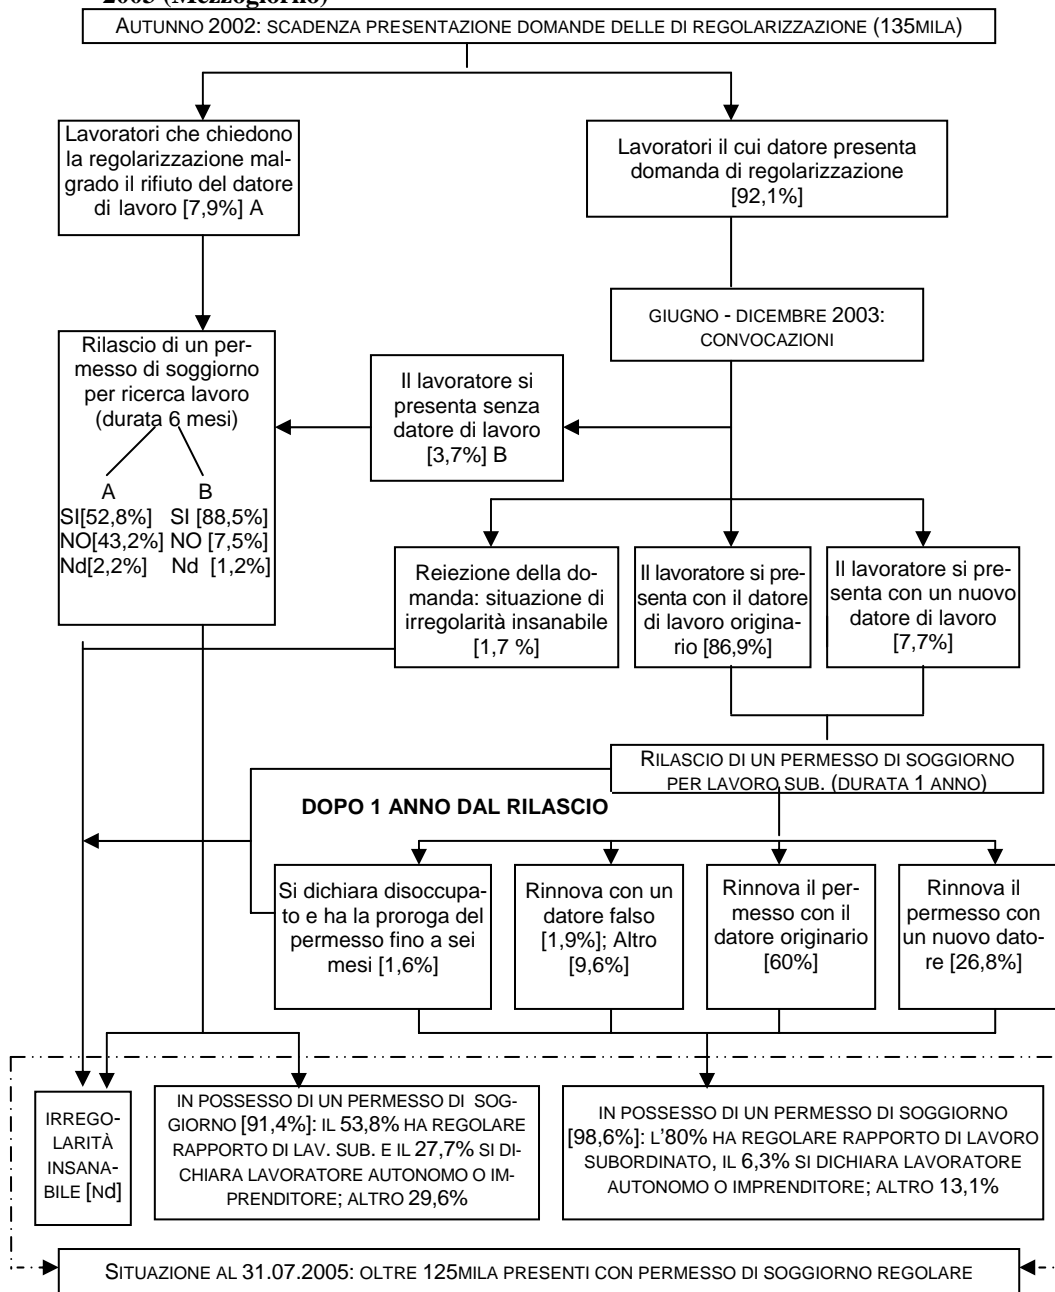 2005 (Mezzogiorno)
AUTUNNO 2002: SCADENZA PRESENTAZIONE DOMANDE DELLE DI REGOLARIZZAZIONE (135MILA)
Lavoratori che chiedono
la regolarizzazione mal-
grado il rifiuto del datore
di lavoro [7,9%] A
Lavoratori il cui datore presenta
domanda di regolarizzazione
[92,1%]
GIUGNO - DICEMBRE 2003:
CONVOCAZIONI
Rilascio di un per-
messo di soggiorno
per ricerca lavoro
(durata 6 mesi)
A B
SI[52,8%] SI [88,5%]
NO[43,2%] NO [7,5%]
Nd[2,2%] Nd [1,2%]
Il lavoratore si
presenta senza
datore di lavoro
[3,7%] B
Reiezione della do-
manda: situazione di
irregolarità insanabile
[1,7 %]
Il lavoratore si pre-
senta con il datore
di lavoro origina-
rio [86,9%]
Il lavoratore si pre-
senta con un nuovo
datore di lavoro
[7,7%]
RILASCIO DI UN PERMESSO DI SOGGIORNO
PER LAVORO SUB. (DURATA 1 ANNO)
DOPO 1 ANNO DAL RILASCIO
Si dichiara disoccupa-
to e ha la proroga del
permesso fino a sei
mesi [1,6%]
Rinnova con un
datore falso
[1,9%]; Altro
[9,6%]
Rinnova il per-
messo con il
datore originario
[60%]
Rinnova il
permesso con
un nuovo dato-
re [26,8%]
IRREGO-
LARITÀ
INSANA-
BILE [Nd]
IN POSSESSO DI UN PERMESSO DI SOG-
GIORNO [91,4%]: IL 53,8% HA REGOLARE
RAPPORTO DI LAV. SUB. E IL 27,7% SI DI-
CHIARA LAVORATORE AUTONOMO O IM-
PRENDITORE; ALTRO 29,6%
IN POSSESSO DI UN PERMESSO DI SOGGIORNO
[98,6%]: L'80% HA REGOLARE RAPPORTO DI LAVORO
SUBORDINATO, IL 6,3% SI DICHIARA LAVORATORE
AUTONOMO O IMPRENDITORE; ALTRO 13,1%
SITUAZIONE AL 31.07.2005: OLTRE 125MILA PRESENTI CON PERMESSO DI SOGGIORNO REGOLARE